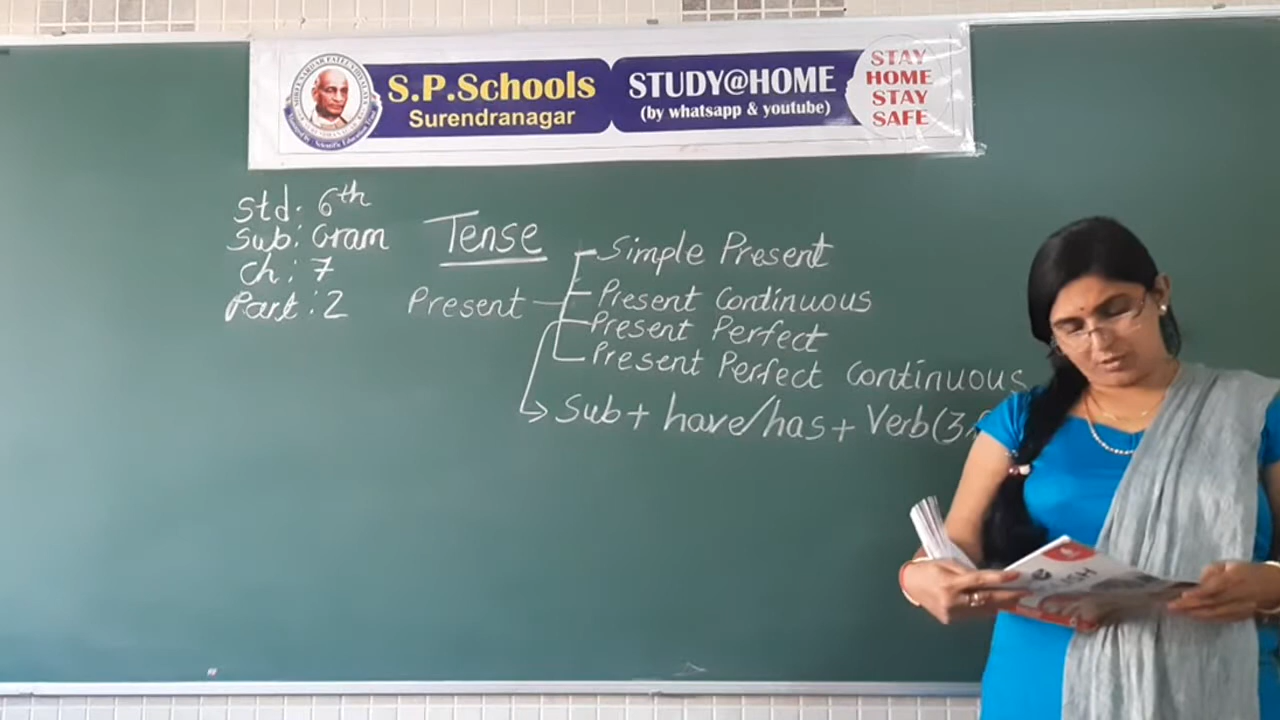 S.P.Schools
Surendranagar
STUDY@HOME
(by whatsapp & youtube)
STAY
HOME
STAY
SAFE
Std: 6th
Sub: Gram
Ch: 7
Part: 2
Tense
Present
Simple Present
Present Continuous
Present Perfect
Present Perfect Continuous
Sub + have/has + Verb(3